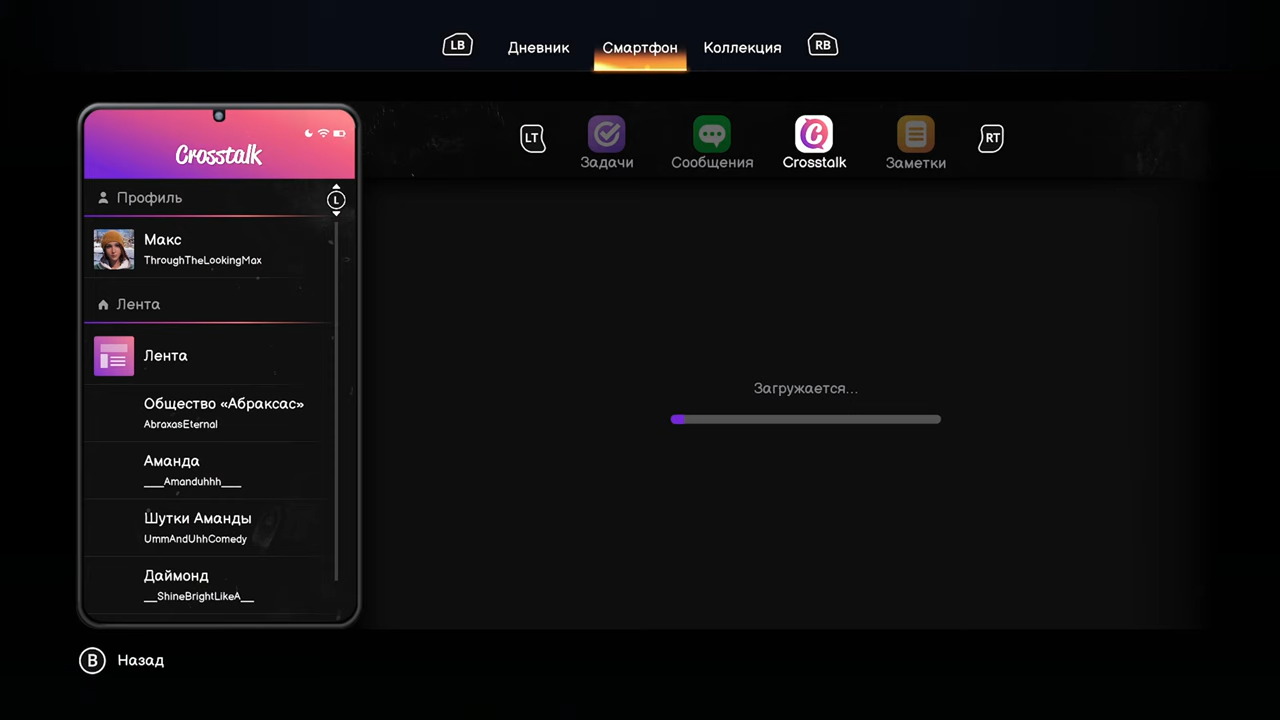 LB
Дневник
Смартфон
Коллекция
RB
Crosstalk
Профиль
L
Макс
ThroughTheLookingMax
Лента
Лента
Общество «Абраксас»
AbraxasEternal
Аманда
___Amanduhhh___
Шутки Аманды
UmmAndUhhComedy
Даймонд
__ShineBrightLikeA__
LT
Задачи
Сообщения
Crosstalk
Заметки
RT
Загружается...
B
Назад